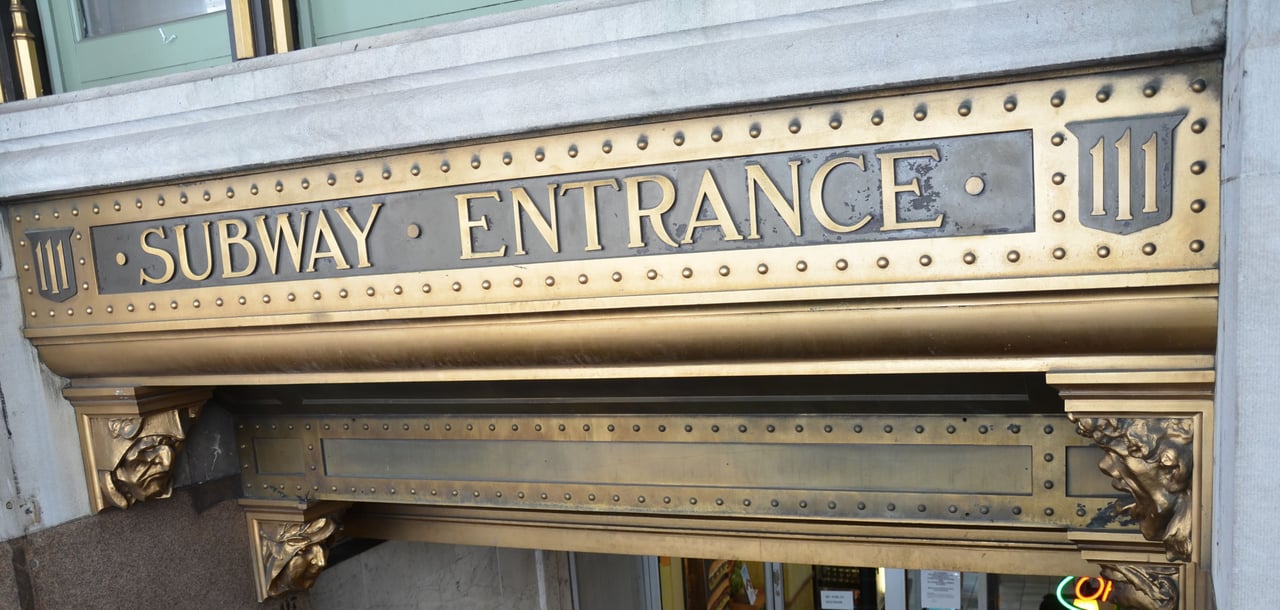 111 · SUBWAY · ENTRANCE · 111